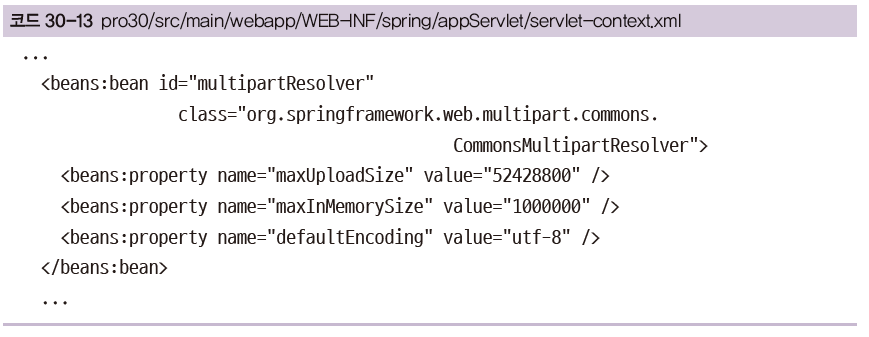 코드 30-13 pro30/src/main/webapp/WEB-INF/spring/appServlet/servlet-context.xml
...
<beans:bean id="multipartResolver"
class="org.springframework.web.multipart.commons.
CommonsMultipartResolver">
<beans:property name="maxUploadSize" value="52428800" />
<beans:property name="maxInMemorySize" value="1000000" />
<beans:property name="defaultEncoding" value="utf-8" />
</beans:bean>
...